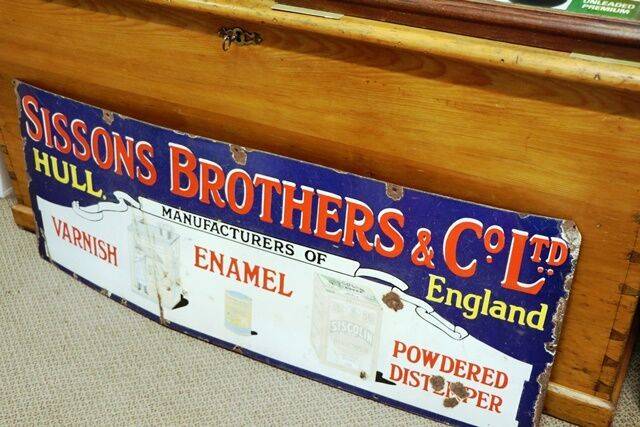 UNLEADED
PREMIUM
SISSONS BROTHERS & Co LTD
HULL.
MANUFACTURERS OF
England
VARNISH
ENAMEL
SISCOLIN
POWDERED
DISTEMPER